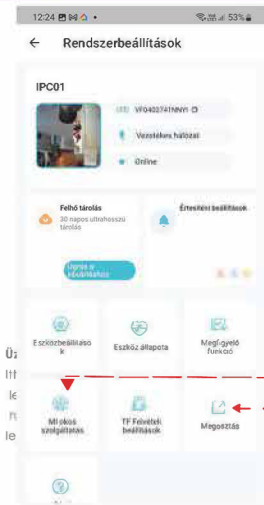 12:24
53%
Rendszerbeállítások
IPC01
Vezetékes hálózat
Online
Felhő tárolás
30 napos ultrahosszú
tárolás
Értesítési beállítások
Eszközbeállításo
k
Eszköz állapota
Megfigyelő
funkció
MI okos
szolgáltatás
TF Felvételi
beállítások
Megosztás